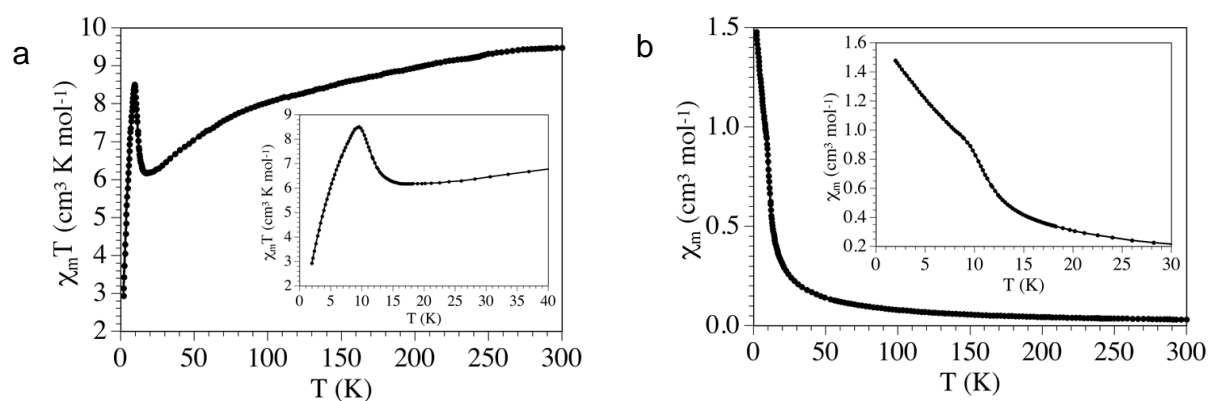 a
χₘT (cm³ K mol⁻¹)
10
9
8
7
6
5
4
3
2
0 50 100 150 200 250 300
T (K)
χₘT (cm³ K mol⁻¹)
9
8
7
6
5
4
3
2
0 5 10 15 20 25 30 35 40
T (K)
b
χₘ (cm³ mol⁻¹)
1.5
1.0
0.5
0.0
0 50 100 150 200 250 300
T (K)
χₘ (cm³ mol⁻¹)
1.6
1.4
1.2
1.0
0.8
0.6
0.4
0.2
0 5 10 15 20 25 30
T (K)